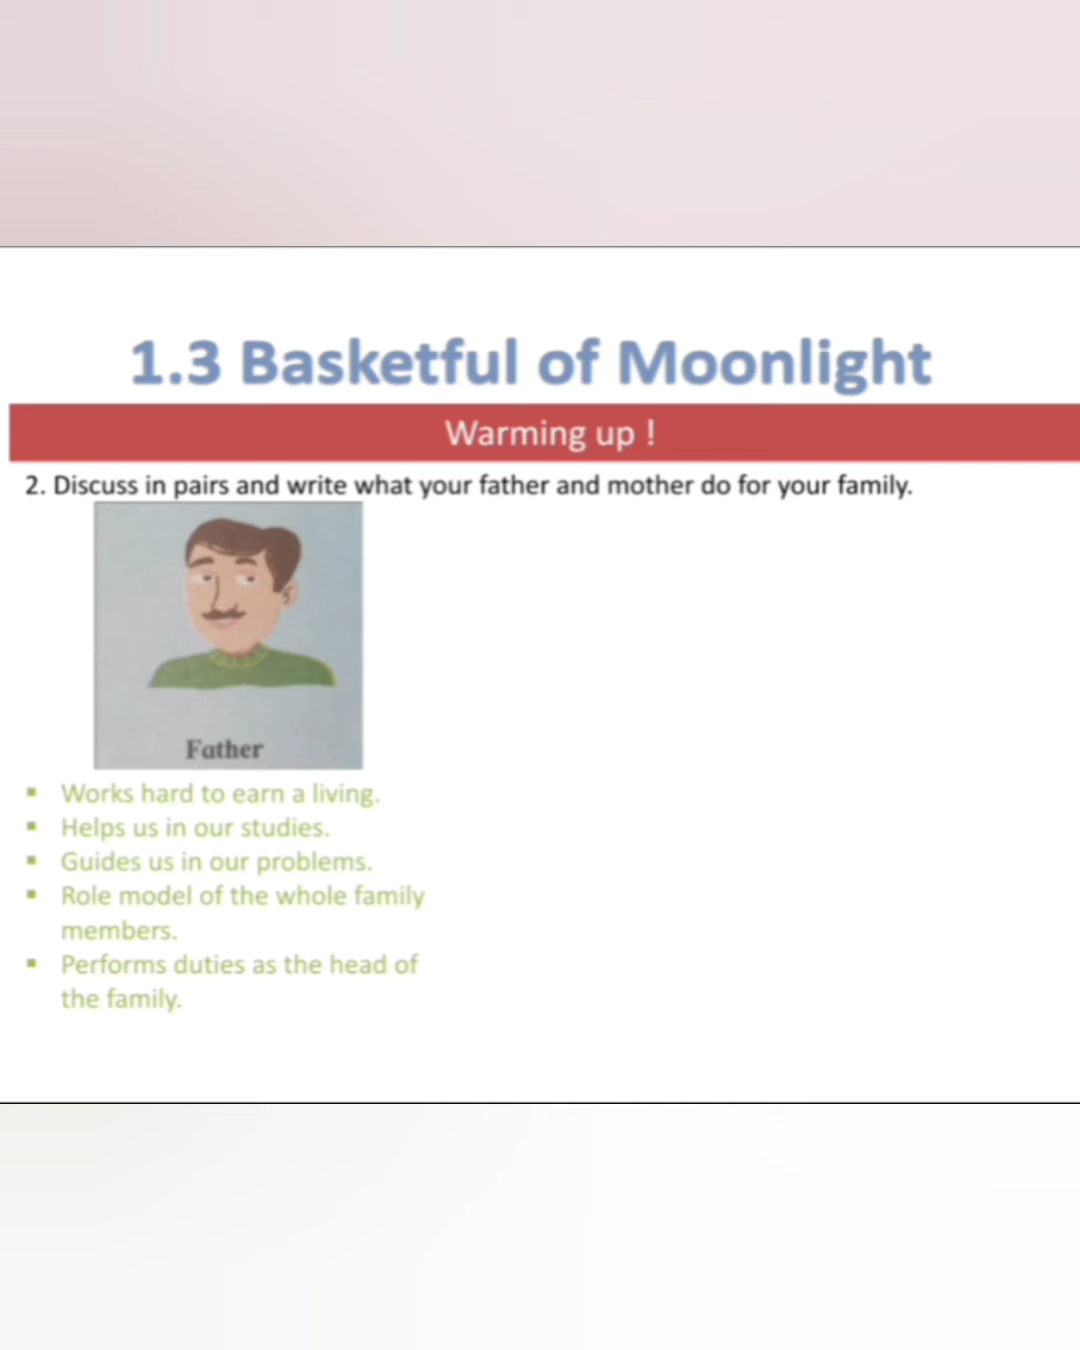 1.3 Basketful of Moonlight
Warming up !
2. Discuss in pairs and write what your father and mother do for your family.
Father
▪ Works hard to earn a living.
▪ Helps us in our studies.
▪ Guides us in our problems.
▪ Role model of the whole family
members.
▪ Performs duties as the head of
the family.